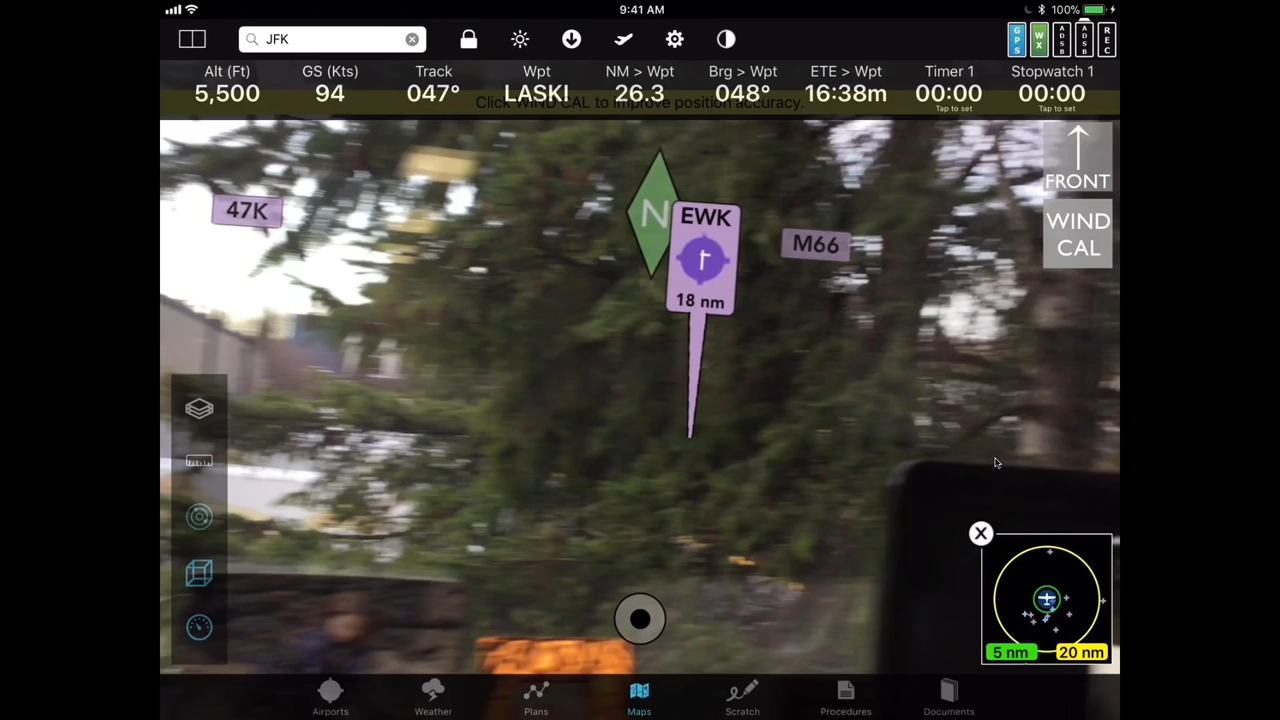 9:41 AM
100%
JFK
GPS
WX
ADSB
ADSB
REC
Alt (Ft)
GS (Kts)
Track
Wpt
NM > Wpt
Brg > Wpt
ETE > Wpt
Timer 1
Stopwatch 1
5,500
94
047°
LASKI
26.3
048°
16:38m
00:00
00:00
Click WIND CAL to improve position accuracy.
Tap to set
Tap to set
FRONT
47K
N
EWK
M66
WIND
CAL
18 nm
X
5 nm
20 nm
Airports
Weather
Plans
Maps
Scratch
Procedures
Documents